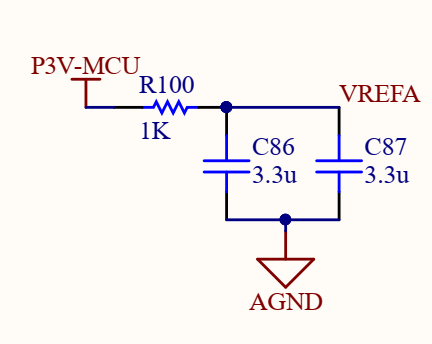 P3V-MCU
R100
VREFA
1K
C86
C87
3.3u
3.3u
AGND